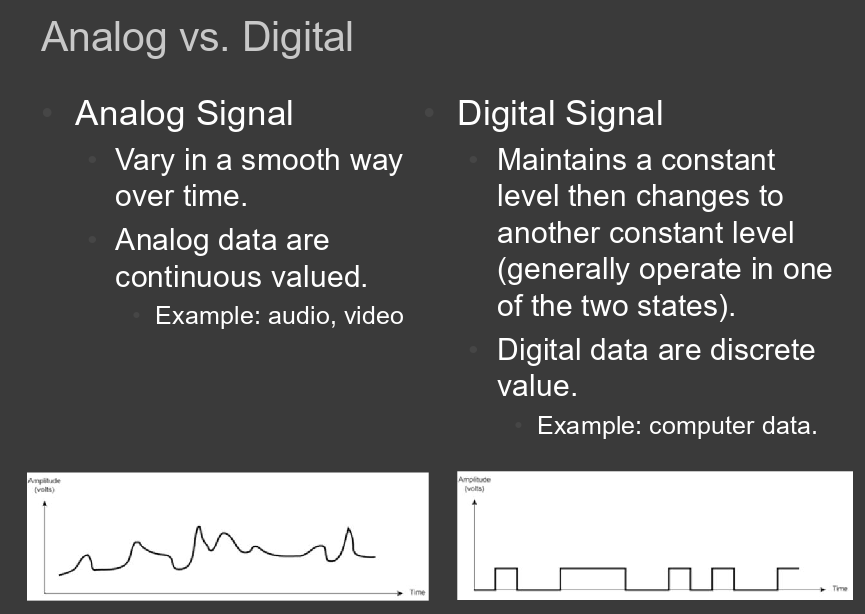 Analog vs. Digital
Analog Signal
Vary in a smooth way
over time.
Analog data are
continuous valued.
Example: audio, video
Digital Signal
Maintains a constant
level then changes to
another constant level
(generally operate in one
of the two states).
Digital data are discrete
value.
Example: computer data.
Amplitude
(volts)
Time
Amplitude
(volts)
Time